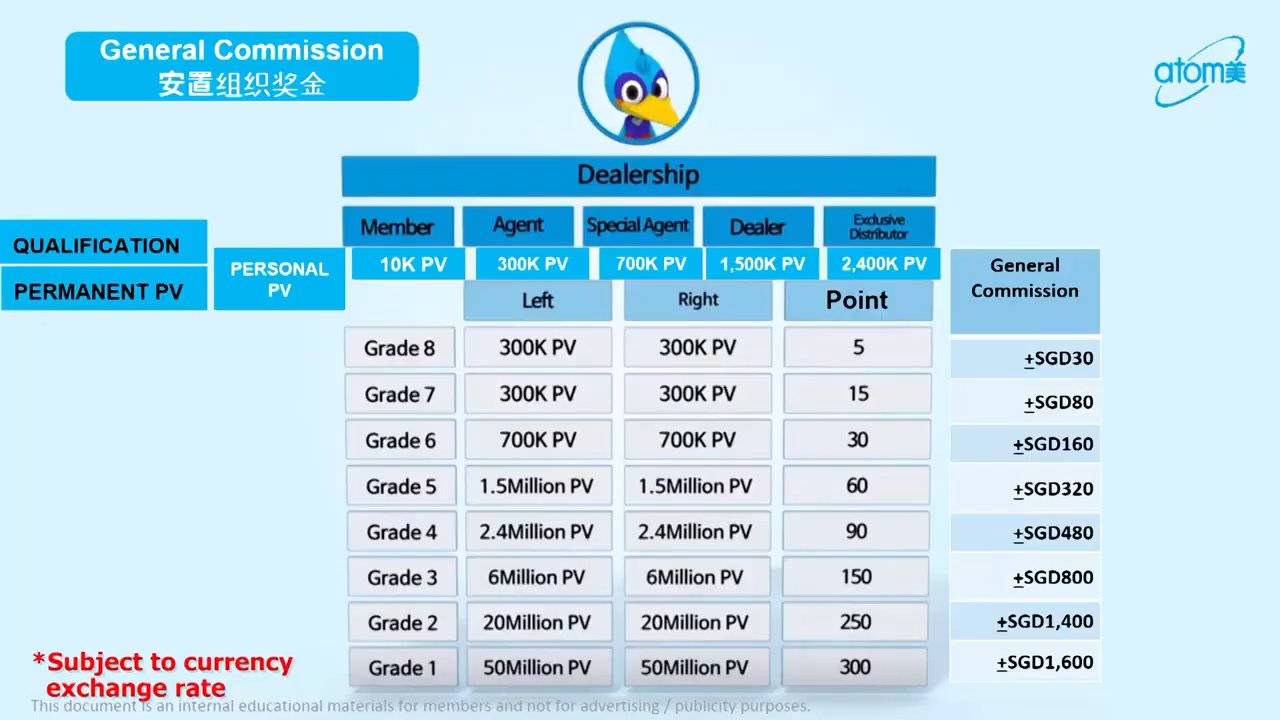 General Commission
安置组织奖金
atom美
Dealership
Member Agent Special Agent Dealer Exclusive Distributor
QUALIFICATION
PERMANENT PV
PERSONAL PV
10K PV 300K PV 700K PV 1,500K PV 2,400K PV
General Commission
Left Right Point
Grade 8 300K PV 300K PV 5 ±SGD30
Grade 7 300K PV 300K PV 15 ±SGD80
Grade 6 700K PV 700K PV 30 ±SGD160
Grade 5 1.5Million PV 1.5Million PV 60 ±SGD320
Grade 4 2.4Million PV 2.4Million PV 90 ±SGD480
Grade 3 6Million PV 6Million PV 150 ±SGD800
Grade 2 20Million PV 20Million PV 250 ±SGD1,400
Grade 1 50Million PV 50Million PV 300 ±SGD1,600
*Subject to currency
exchange rate
This document is an internal educational materials for members and not for advertising / publicity purposes.